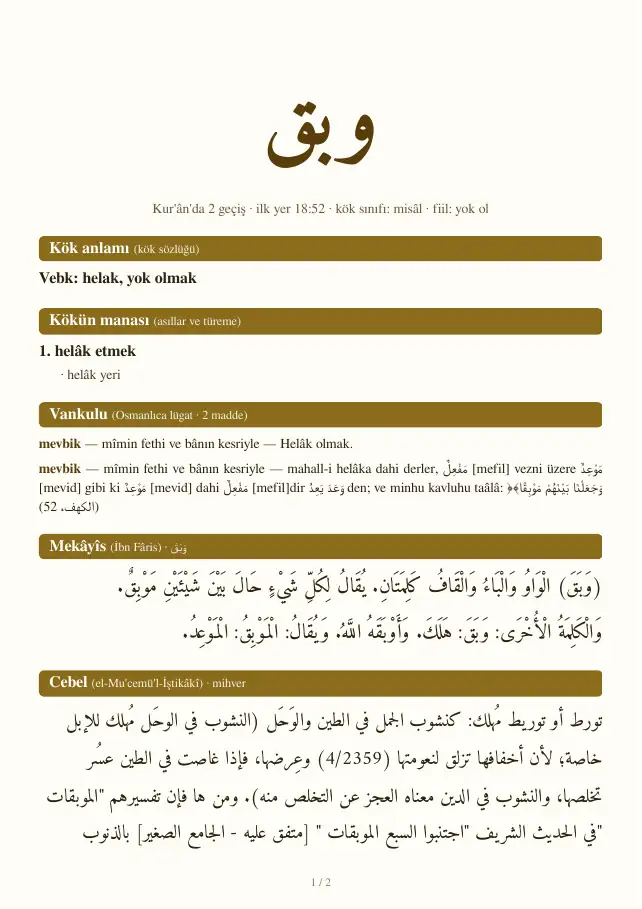 وبق
Kur'ân'da 2 geçiş · ilk yer 18:52 · kök sınıfı: misâl · fiil: yok ol
Kök anlamı (kök sözlüğü)
Vebk: helak, yok olmak
Kökün manası (asıllar ve türeme)
1. helâk etmek
· helâk yeri
Vankulu (Osmanlıca lügat · 2 madde)
mevbik — mîmin fethi ve bânın kesriyle — Helâk olmak.
mevbik — mîmin fethi ve bânın kesriyle — mahall-i helâka dahi derler, مَفْعِلٌ [mefil] vezni üzere مَوْعِدٌ
[mevid] gibi ki مَوْعِدٌ [mevid] dahi مَفْعِلٌ [mefil]dir وَعَدَ يَعِدُ den; ve minhu kavluhu taâlâ: ﴿وَجَعَلْنَا بَيْنَهُمْ مَوْبِقًا﴾
(الكهف، 52)
Mekâyîs (İbn Fâris) · وَبَقَ
(وَبَقَ) الْوَاوُ وَالْبَاءُ وَالْقَافُ كَلِمَتَانِ. يُقَالُ لِكُلِّ شَيْءٍ حَالَ بَيْنَ شَيْئَيْنِ مَوْبِقٌ.
وَالْكَلِمَةُ الْأُخْرَى: وَبَقَ: هَلَكَ. وَأَوْبَقَهُ اللَّهُ. وَيُقَالُ: الْمَوْبِقُ: الْمَوْعِدُ.
Cebel (el-Mu'cemü'l-İştikâkî) · mihver
تورط أو توريط مُهلك: كنشوب الجمل في الطين والوَحَل (النشوب في الوحَل مُهلك للإبل
خاصة؛ لأن أخفافها تزلق لنعومتها (4/2359) وعِرضها، فإذا غاصت في الطين عسُر
تخلصها، والنشوب في الدين معناه العجز عن التخلص منه). ومن ها فإن تفسيرهم "الموبقات
"في الحديث الشريف "اجتنبوا السبع الموبقات " [متفق عليه - الجامع الصغير] بالذنوب
1 / 2